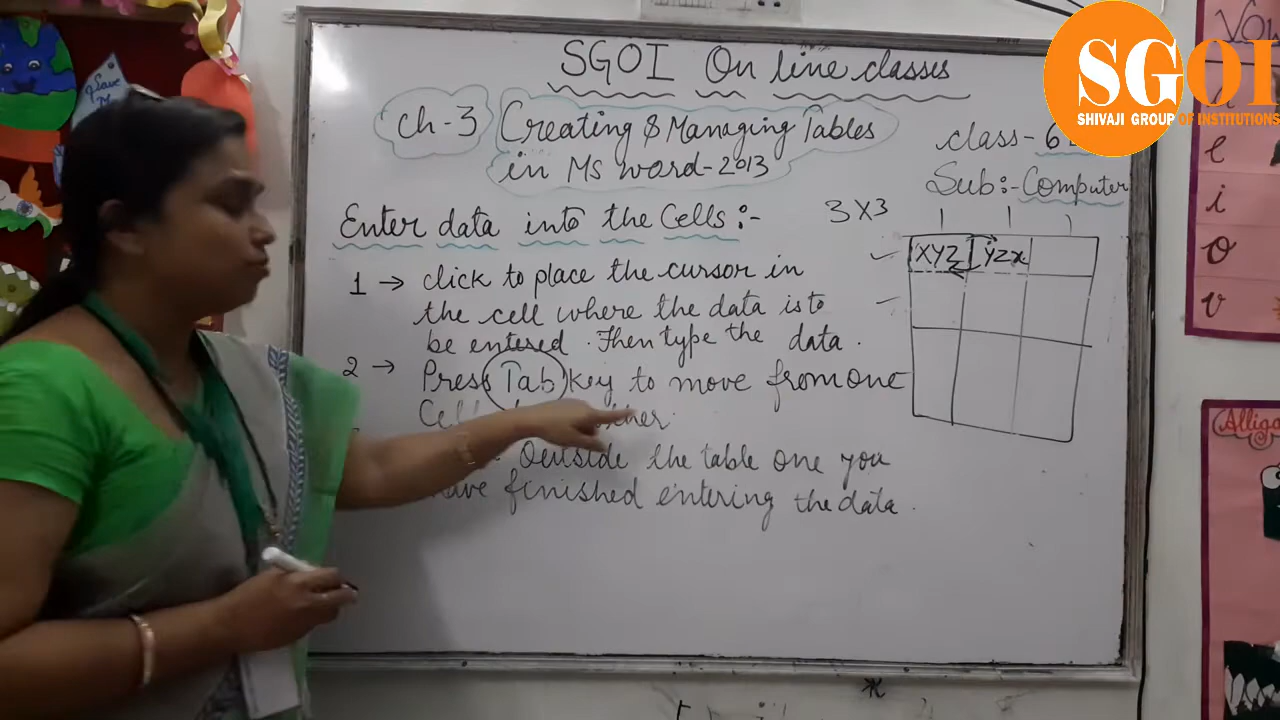 SGOI On line classes
SGOI
SHIVAJI GROUP OF INSTITUTIONS
ch-3 Creating & Managing Tables
in Ms word-2013
class- 6
Sub:- Computer
Enter data into the Cells :-
3X3
XYZ YZX
1 → click to place the cursor in
the cell where the data is to
be entered. Then type the data.
2 → Press Tab key to move from one
Cell
Outside the table one you
have finished entering the data.
Save
e
i
o